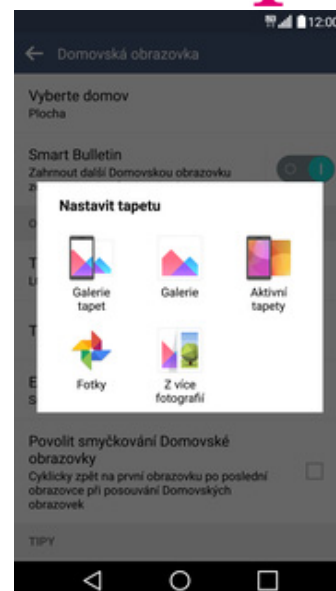 12:00
Domovská obrazovka
Vyberte domov
Plocha
Smart Bulletin
Zahrnout další Domovskou obrazovku
Nastavit tapetu
Galerie
tapet
Galerie
Aktivní
tapety
Fotky
Z více
fotografií
Povolit smyčkování Domovské
obrazovky
Cyklicky zpět na první obrazovku po poslední
obrazovce při posouvání Domovských
obrazovek
TIPY